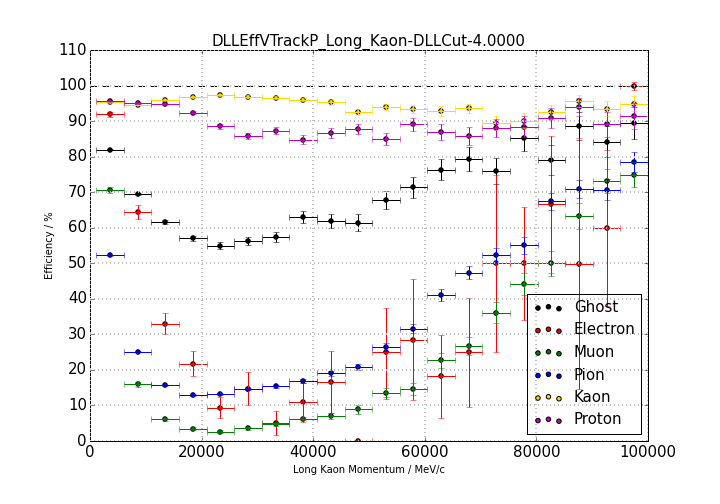 DLLEffVTrackP_Long_Kaon-DLLCut-4.0000
110
100
90
80
70
60
50
40
30
20
10
0
Efficiency / %
Ghost
Electron
Muon
Pion
Kaon
Proton
0 20000 40000 60000 80000 100000
Long Kaon Momentum / MeV/c